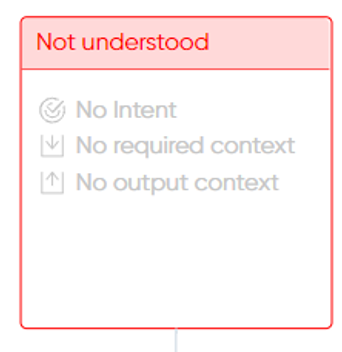 Not understood
No Intent
No required context
No output context